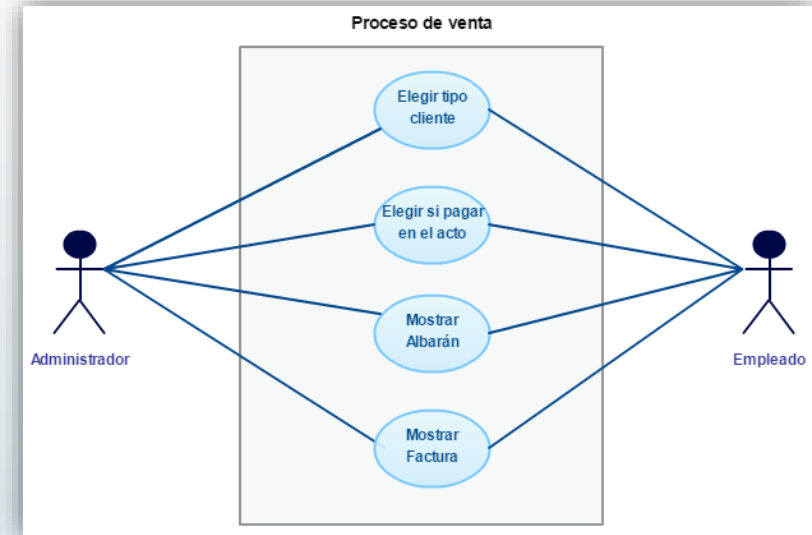 Proceso de venta
Elegir tipo
cliente
Elegir si pagar
en el acto
Mostrar
Albarán
Mostrar
Factura
Administrador
Empleado